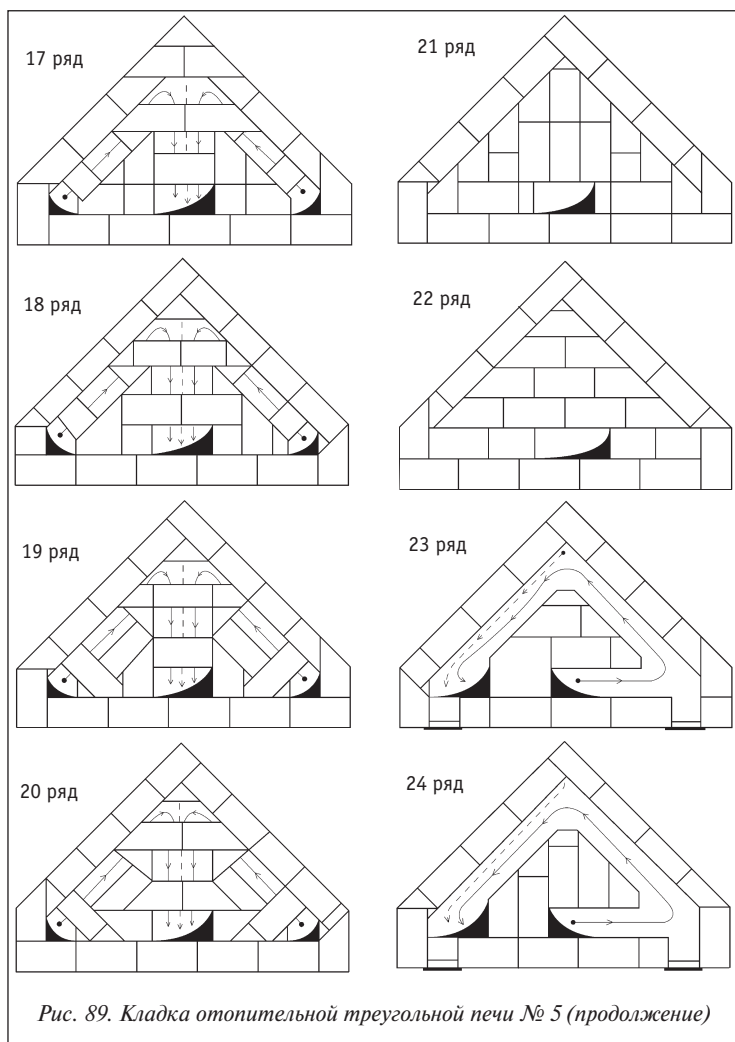 17 ряд
18 ряд
19 ряд
20 ряд
21 ряд
22 ряд
23 ряд
24 ряд
Рис. 89. Кладка отопительной треугольной печи № 5 (продолжение)